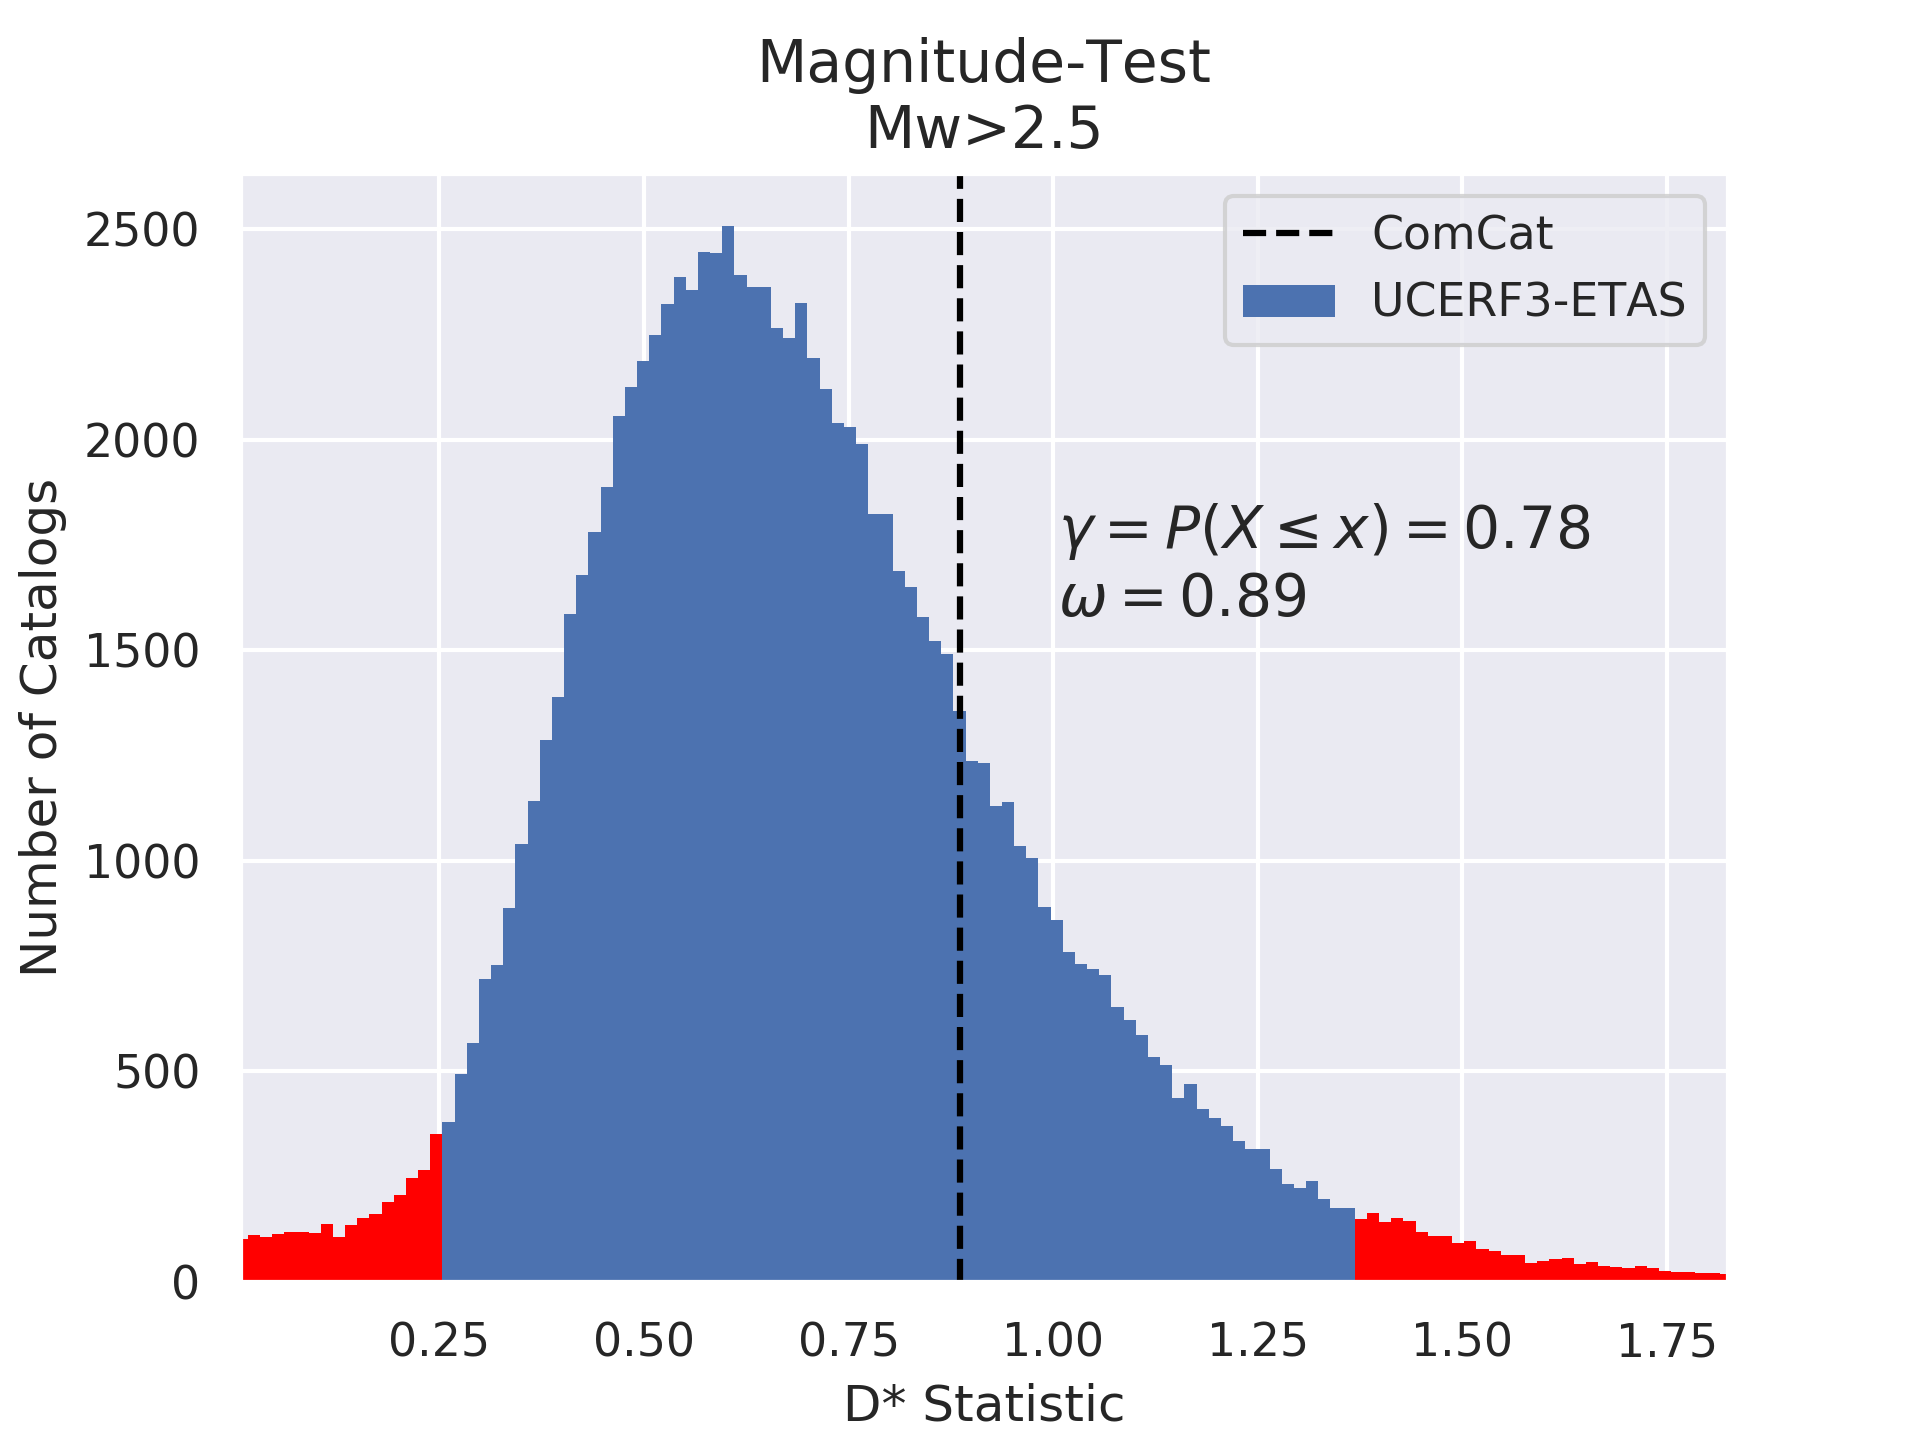 Magnitude-Test
Mw>2.5
ComCat
UCERF3-ETAS
γ = P(X ≤ x) = 0.78
ω = 0.89
Number of Catalogs
2500
2000
1500
1000
500
0
0.25 0.50 0.75 1.00 1.25 1.50 1.75
D* Statistic